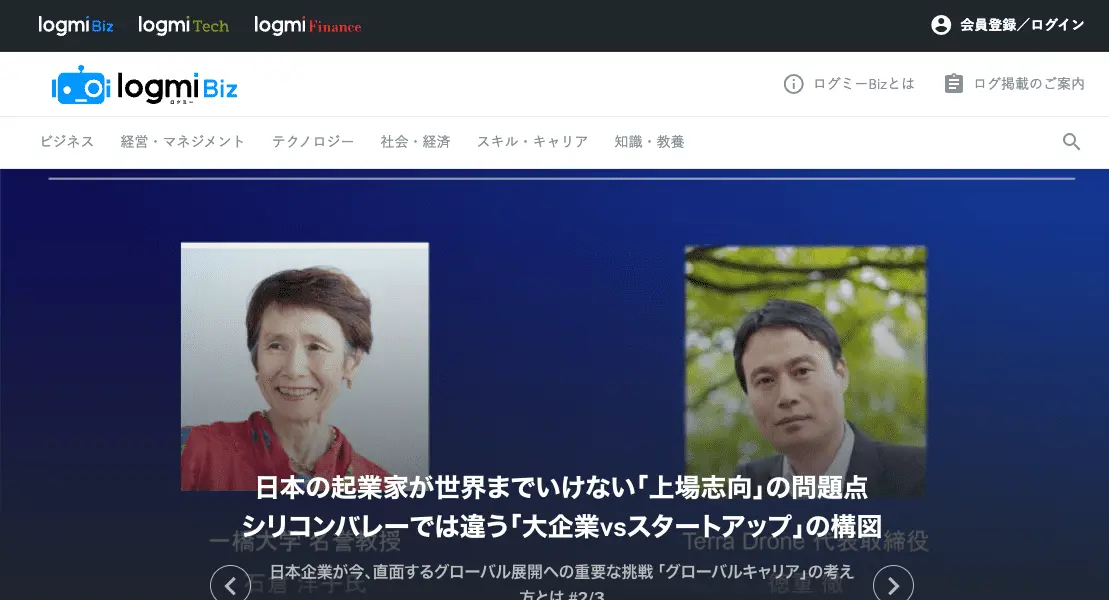 logmi Biz logmi Tech logmi Finance 会員登録／ログイン
logmi Biz ログミーBizとは ログ掲載のご案内
ログミー
ビジネス 経営・マネジメント テクノロジー 社会・経済 スキル・キャリア 知識・教養
日本の起業家が世界までいけない「上場志向」の問題点
シリコンバレーでは違う「大企業vsスタートアップ」の構図
一橋大学 名誉教授 Terra Drone 代表取締役
日本企業が今、直面するグローバル展開への重要な挑戦 「グローバルキャリア」の考え
石倉 洋子氏 徳重 徹
方とは #2/3